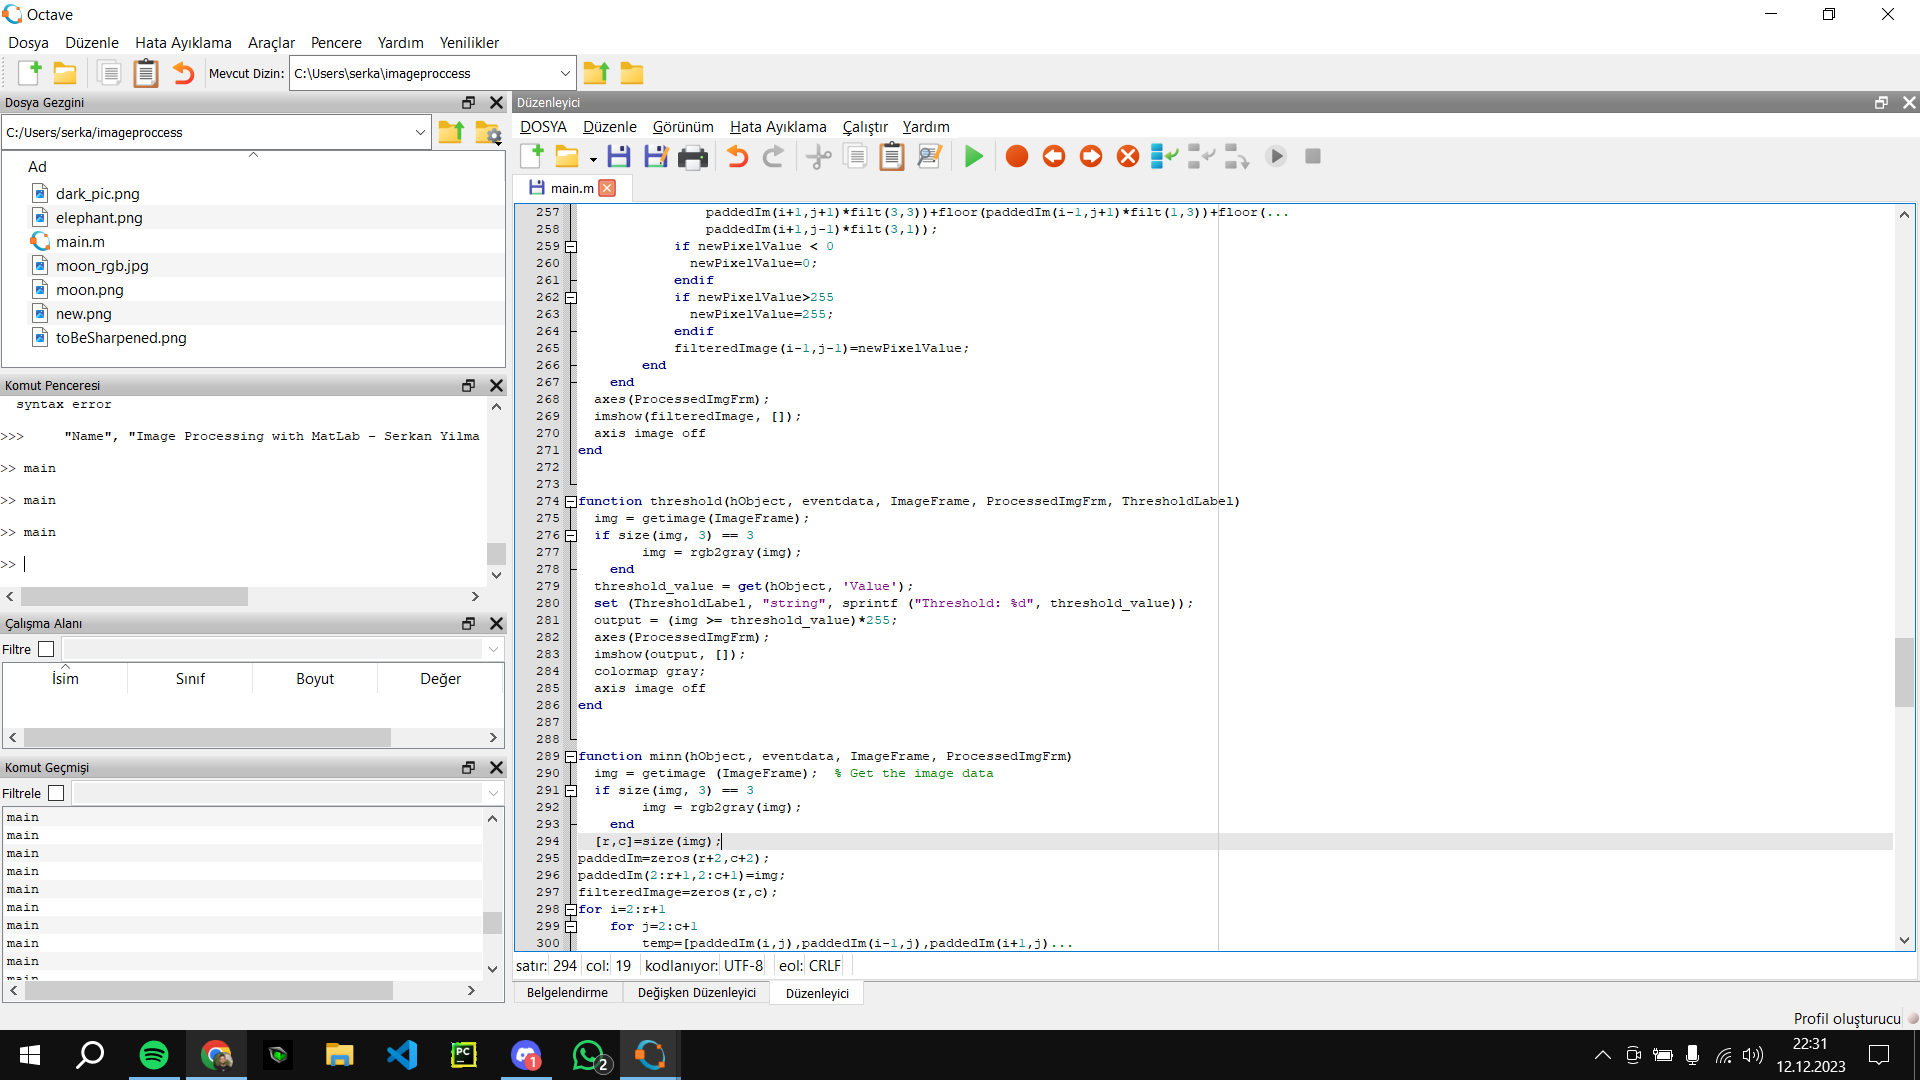 Octave
Dosya Düzenle Hata Ayıklama Araçlar Pencere Yardım Yenilikler
Mevcut Dizin: C:\Users\serka\imageproccess
Dosya Gezgini
C:/Users/serka/imageproccess
Ad
dark_pic.png
elephant.png
main.m
moon_rgb.jpg
moon.png
new.png
toBeSharpened.png
Komut Penceresi
syntax error
>>> "Name", "Image Processing with MatLab - Serkan Yilma
>> main
>> main
>> main
>>
Çalışma Alanı
Filtre
İsim Sınıf Boyut Değer
Komut Geçmişi
Filtrele
main
main
main
main
main
main
main
main
main
main
Düzenleyici
DOSYA Düzenle Görünüm Hata Ayıklama Çalıştır Yardım
main.m
257 paddedIm(i+1,j+1)*filt(3,3))+floor(paddedIm(i-1,j+1)*filt(1,3))+floor(...
258 paddedIm(i+1,j-1)*filt(3,1));
259 if newPixelValue < 0
260 newPixelValue=0;
261 endif
262 if newPixelValue>255
263 newPixelValue=255;
264 endif
265 filteredImage(i-1,j-1)=newPixelValue;
266 end
267 end
268 axes(ProcessedImgFrm);
269 imshow(filteredImage, []);
270 axis image off
271 end
272
273
274 function threshold(hObject, eventdata, ImageFrame, ProcessedImgFrm, ThresholdLabel)
275 img = getimage(ImageFrame);
276 if size(img, 3) == 3
277 img = rgb2gray(img);
278 end
279 threshold_value = get(hObject, 'Value');
280 set (ThresholdLabel, "string", sprintf ("Threshold: %d", threshold_value));
281 output = (img >= threshold_value)*255;
282 axes(ProcessedImgFrm);
283 imshow(output, []);
284 colormap gray;
285 axis image off
286 end
287
288
289 function minn(hObject, eventdata, ImageFrame, ProcessedImgFrm)
290 img = getimage (ImageFrame); % Get the image data
291 if size(img, 3) == 3
292 img = rgb2gray(img);
293 end
294 [r,c]=size(img);
295 paddedIm=zeros(r+2,c+2);
296 paddedIm(2:r+1,2:c+1)=img;
297 filteredImage=zeros(r,c);
298 for i=2:r+1
299 for j=2:c+1
300 temp=[paddedIm(i,j),paddedIm(i-1,j),paddedIm(i+1,j)...
satır: 294 col: 19 kodlanıyor: UTF-8 eol: CRLF
Belgelendirme Değişken Düzenleyici Düzenleyici
Profil oluşturucu
PC
1
2
22:31
12.12.2023